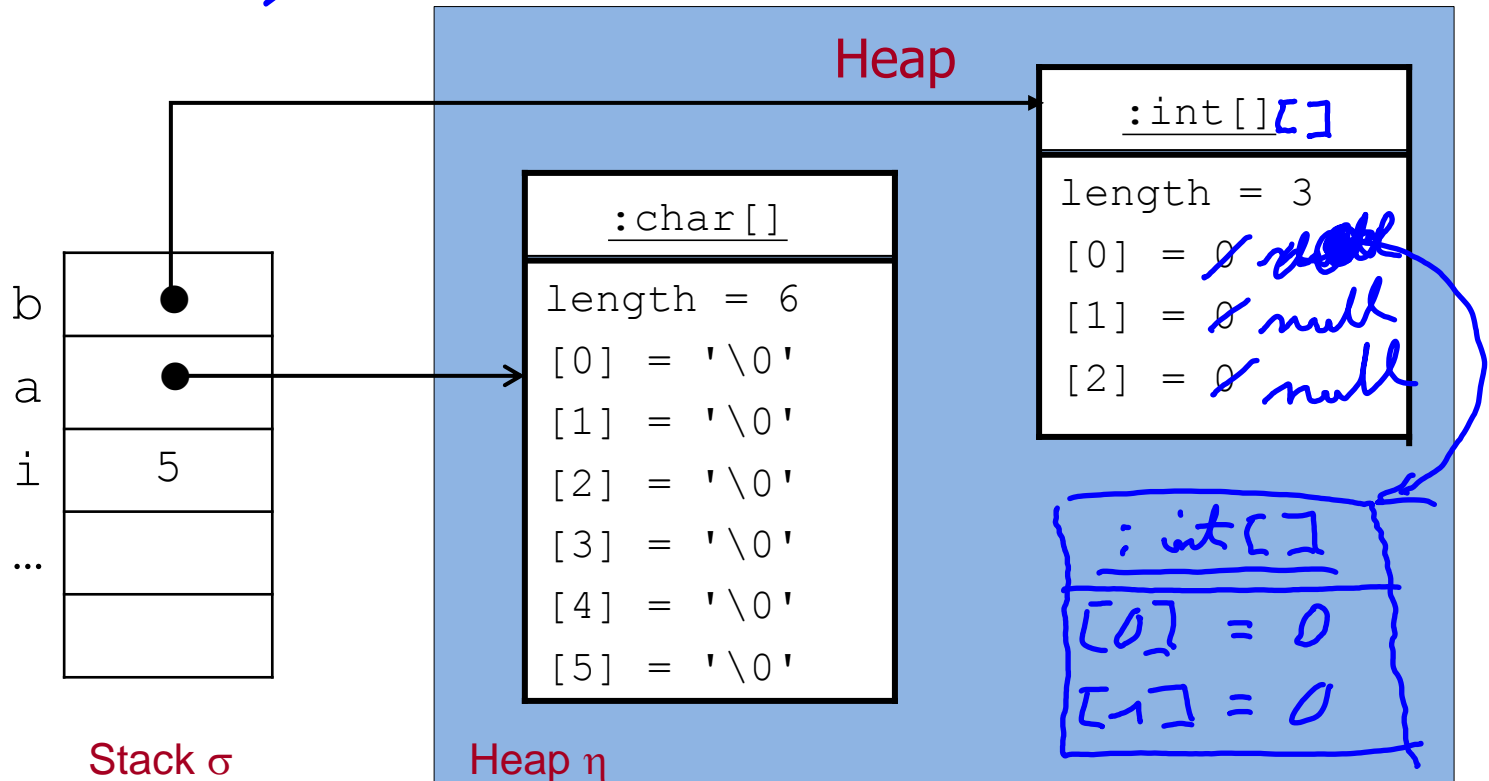 Heap
:int[][]
length = 3
[0] = 0
[1] = 0 null
[2] = 0 null
:char[]
length = 6
[0] = '\0'
[1] = '\0'
[2] = '\0'
[3] = '\0'
[4] = '\0'
[5] = '\0'
b
a
i 5
…
: int[]
[0] = 0
[1] = 0
Stack σ
Heap η